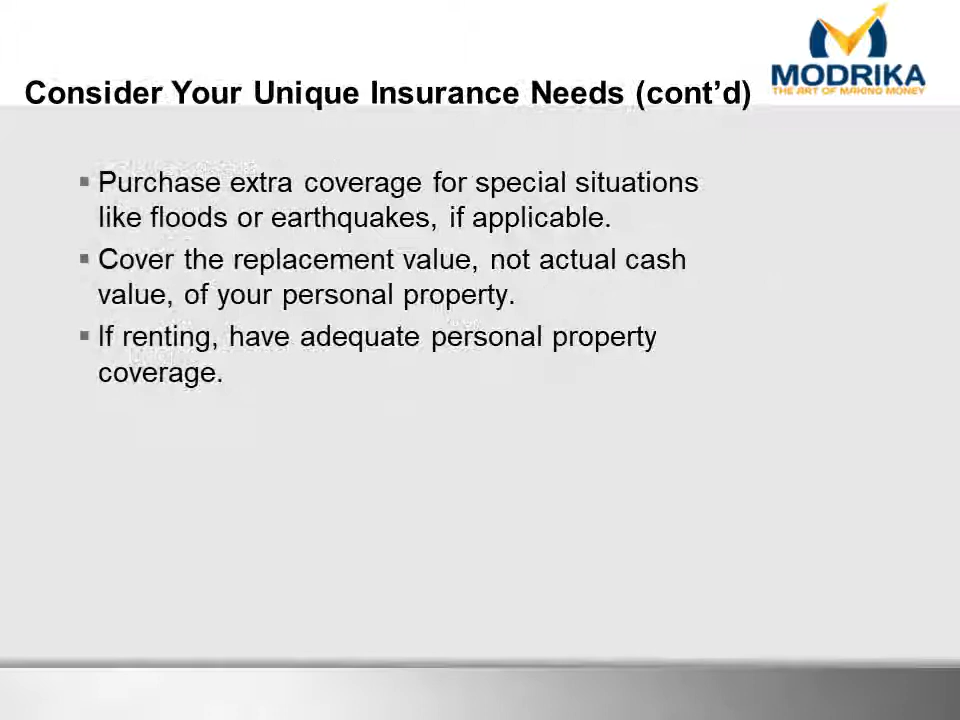 MODRIKA
THE ART OF MAKING MONEY
Consider Your Unique Insurance Needs (cont’d)
▪ Purchase extra coverage for special situations
like floods or earthquakes, if applicable.
▪ Cover the replacement value, not actual cash
value, of your personal property.
▪ If renting, have adequate personal property
coverage.